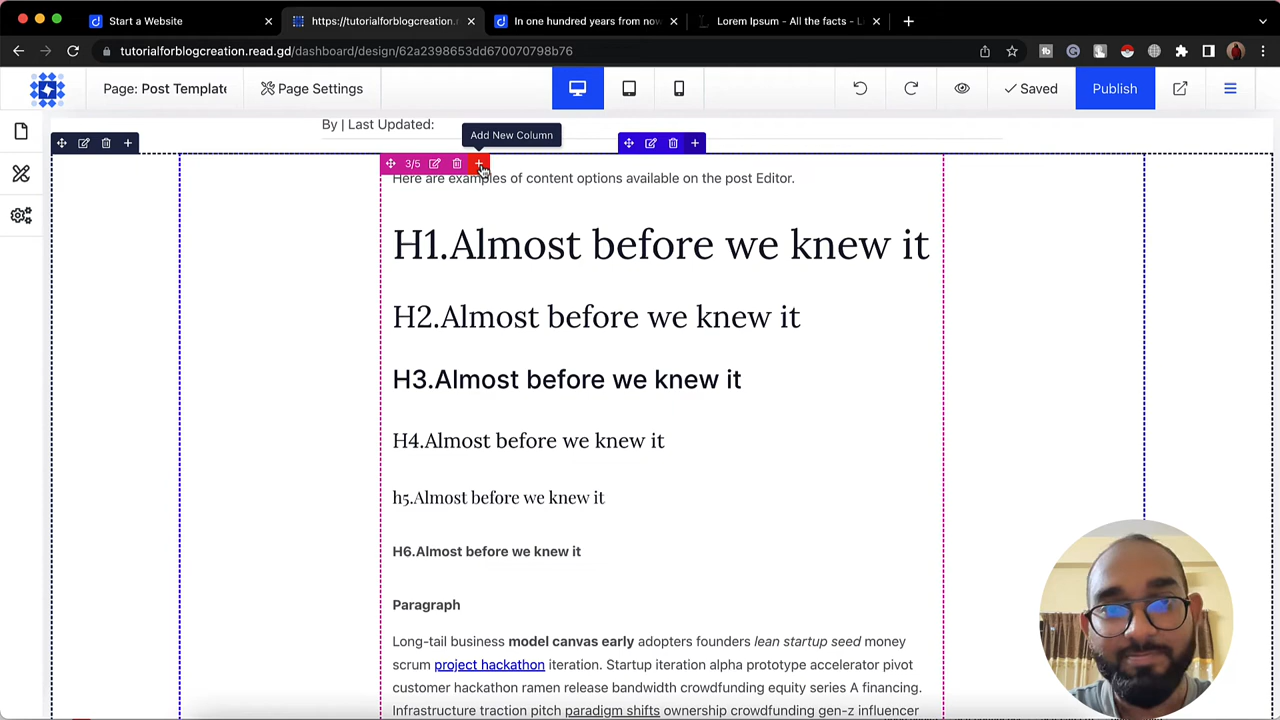 Start a Website
https://tutorialforblogcreation.r
In one hundred years from now
Lorem Ipsum - All the facts - Li
tutorialforblogcreation.read.gd/dashboard/design/62a2398653dd670070798b76
Page: Post Template
Page Settings
Saved
Publish
By | Last Updated:
Add New Column
3/5
Here are examples of content options available on the post Editor.
H1.Almost before we knew it
H2.Almost before we knew it
H3.Almost before we knew it
H4.Almost before we knew it
h5.Almost before we knew it
H6.Almost before we knew it
Paragraph
Long-tail business model canvas early adopters founders lean startup seed money
scrum project hackathon iteration. Startup iteration alpha prototype accelerator pivot
customer hackathon ramen release bandwidth crowdfunding equity series A financing.
Infrastructure traction pitch paradigm shifts ownership crowdfunding gen-z influencer